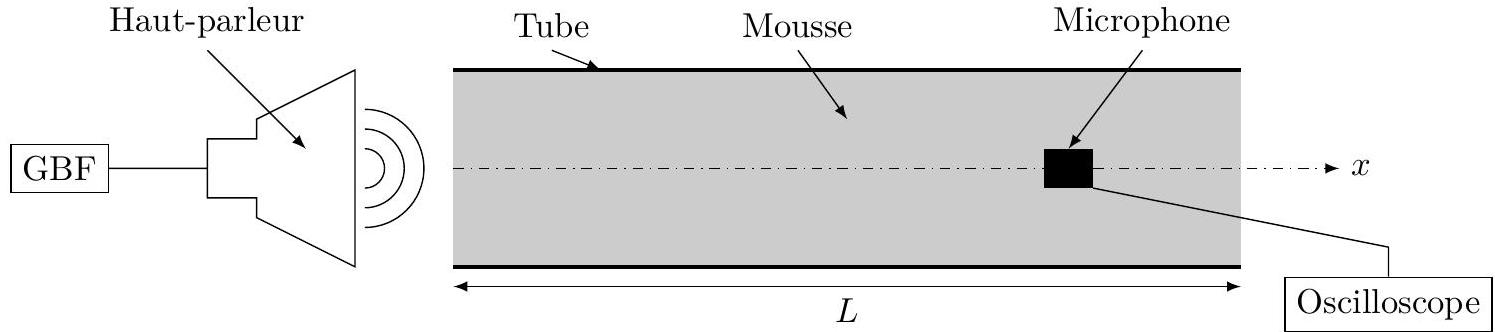 Haut-parleur
Tube
Mousse
Microphone
GBF
x
L
Oscilloscope